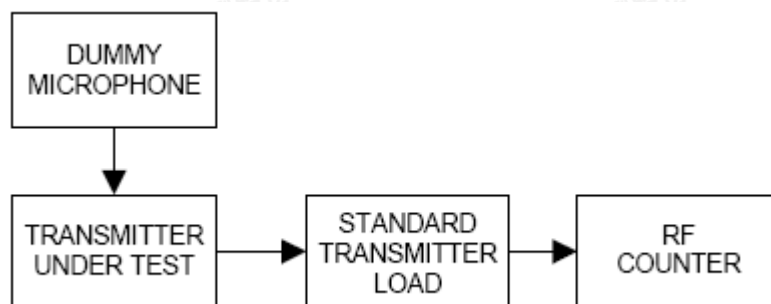 DUMMY
MICROPHONE
TRANSMITTER
UNDER TEST
STANDARD
TRANSMITTER
LOAD
RF
COUNTER